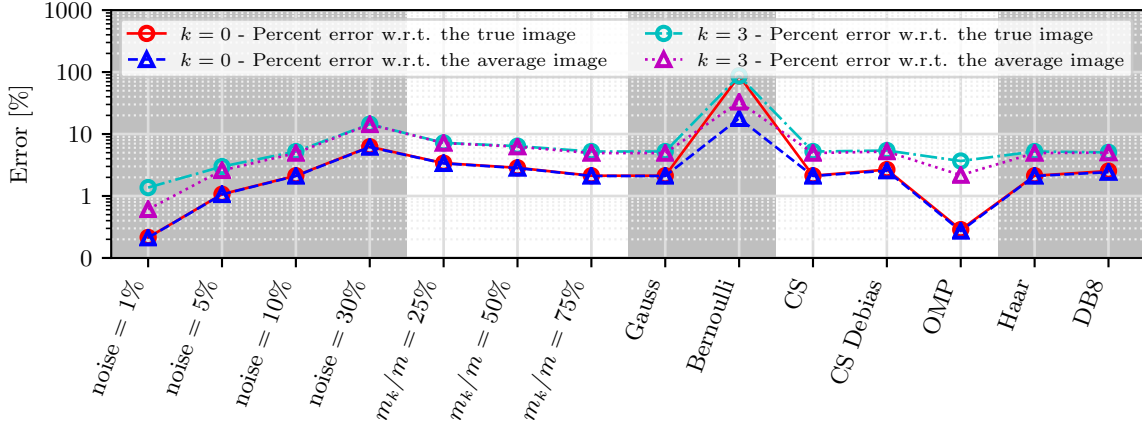 1000
100
10
1
0
Error [%]
k = 0 - Percent error w.r.t. the true image
k = 0 - Percent error w.r.t. the average image
k = 3 - Percent error w.r.t. the true image
k = 3 - Percent error w.r.t. the average image
noise = 1%
noise = 5%
noise = 10%
noise = 30%
m_k/m = 25%
m_k/m = 50%
m_k/m = 75%
Gauss
Bernoulli
CS
CS Debias
OMP
Haar
DB8